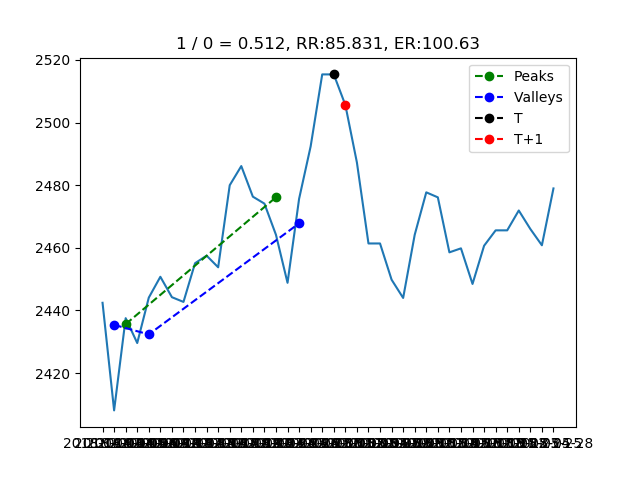 1 / 0 = 0.512, RR:85.831, ER:100.63
2520
2500
2480
2460
2440
2420
Peaks
Valleys
T
T+1